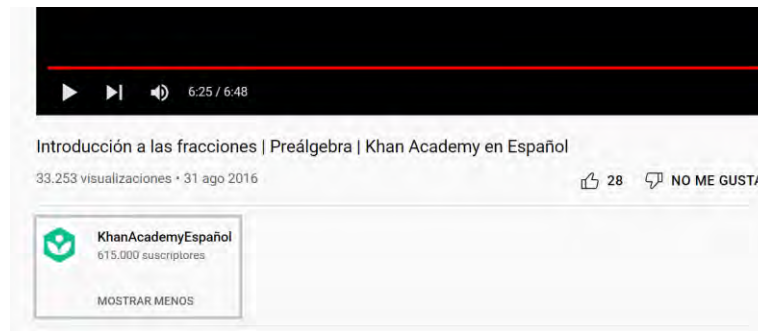 6:25 / 6:48
Introducción a las fracciones | Preálgebra | Khan Academy en Español
33.253 visualizaciones • 31 ago 2016
28 NO ME GUSTA
KhanAcademyEspañol
615.000 suscriptores
MOSTRAR MENOS